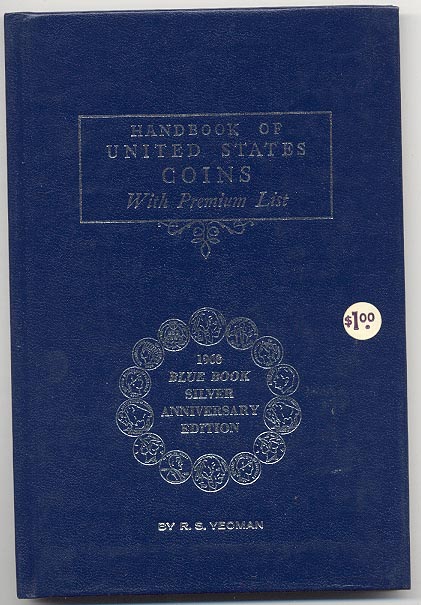 HANDBOOK OF
UNITED STATES
COINS
With Premium List
$1.00
1968
BLUE BOOK
SILVER
ANNIVERSARY
EDITION
BY R. S. YEOMAN